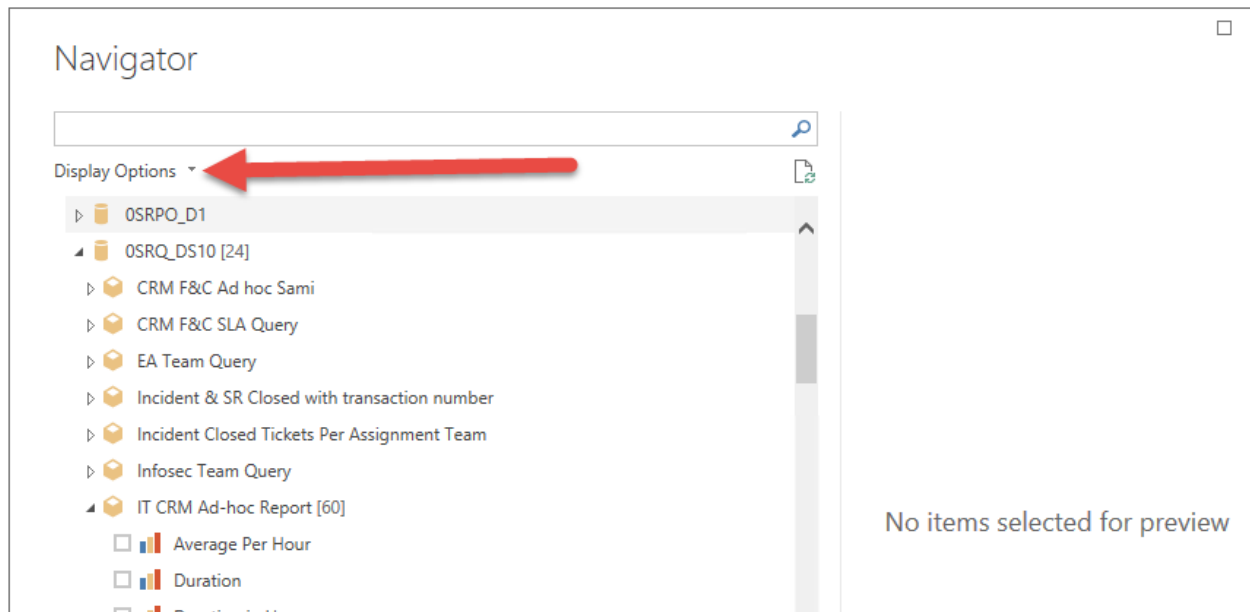 Navigator
Display Options
0SRPO_D1
0SRQ_DS10 [24]
CRM F&C Ad hoc Sami
CRM F&C SLA Query
EA Team Query
Incident & SR Closed with transaction number
Incident Closed Tickets Per Assignment Team
Infosec Team Query
IT CRM Ad-hoc Report [60]
No items selected for preview
Average Per Hour
Duration